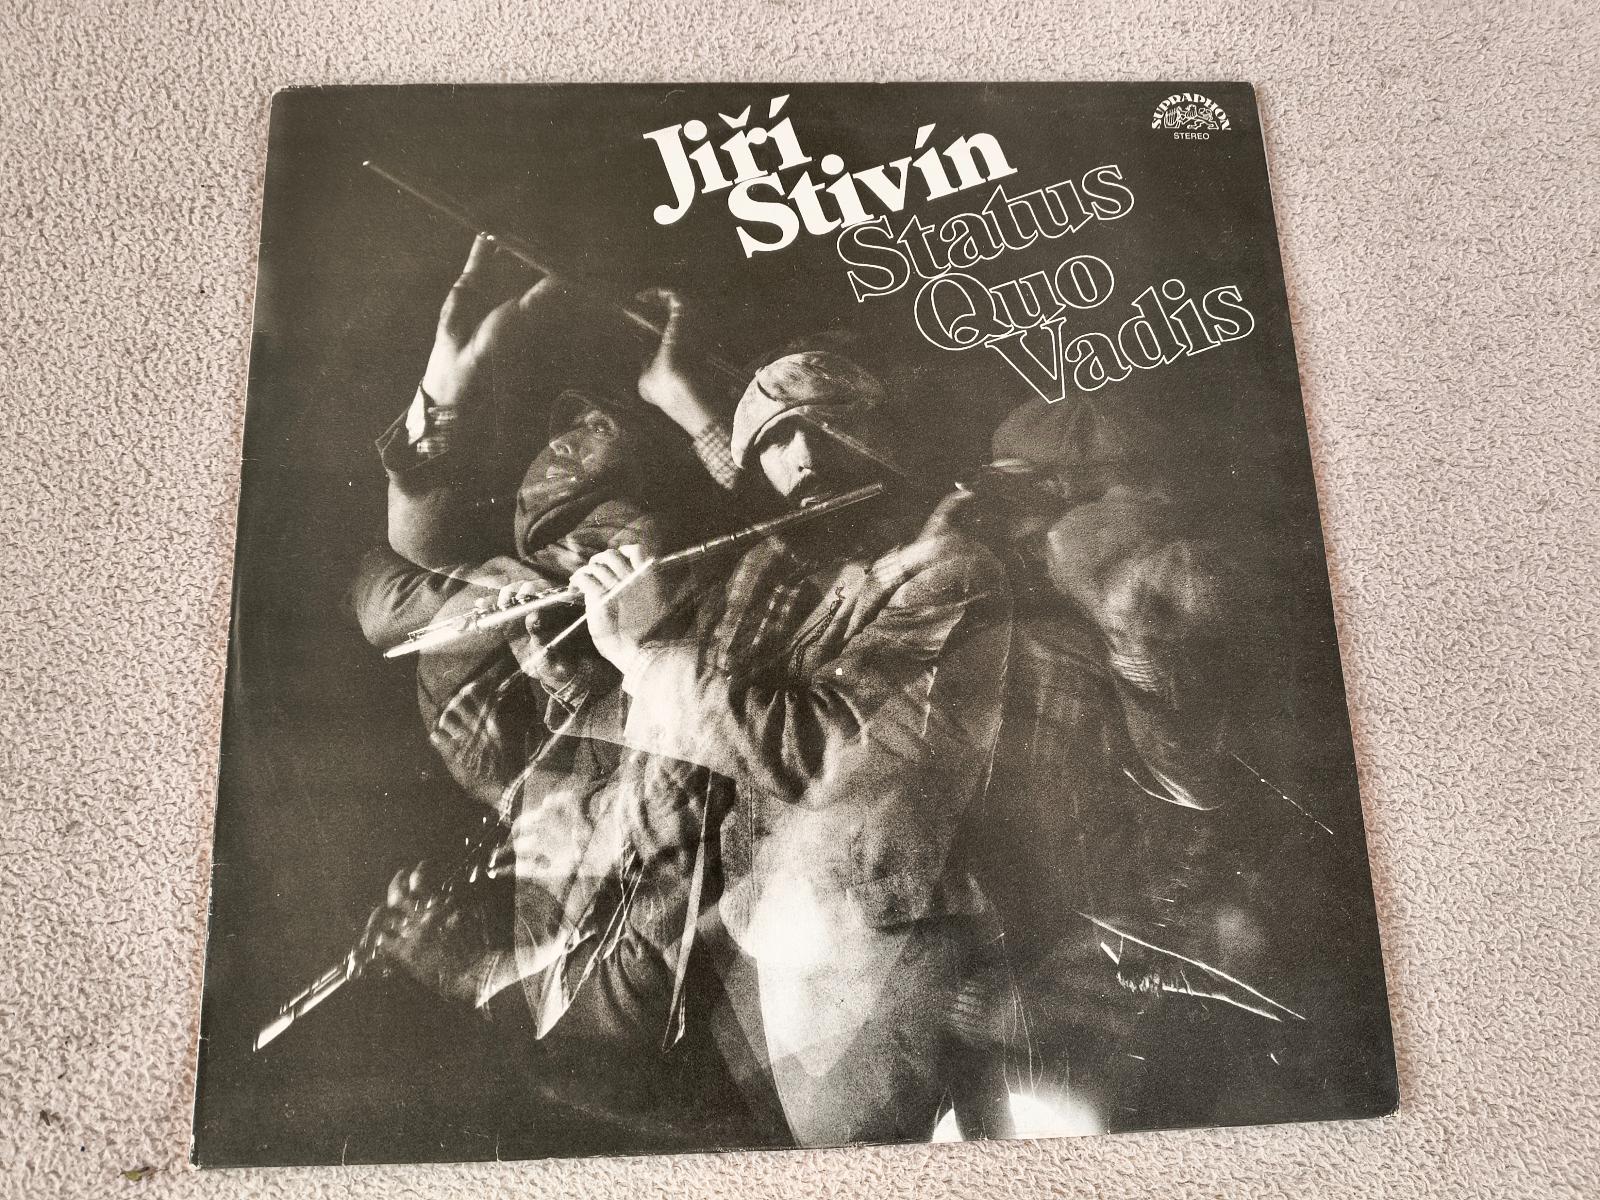 Jiří
Stivín
Status
Quo
Vadis
SUPRAPHON
STEREO